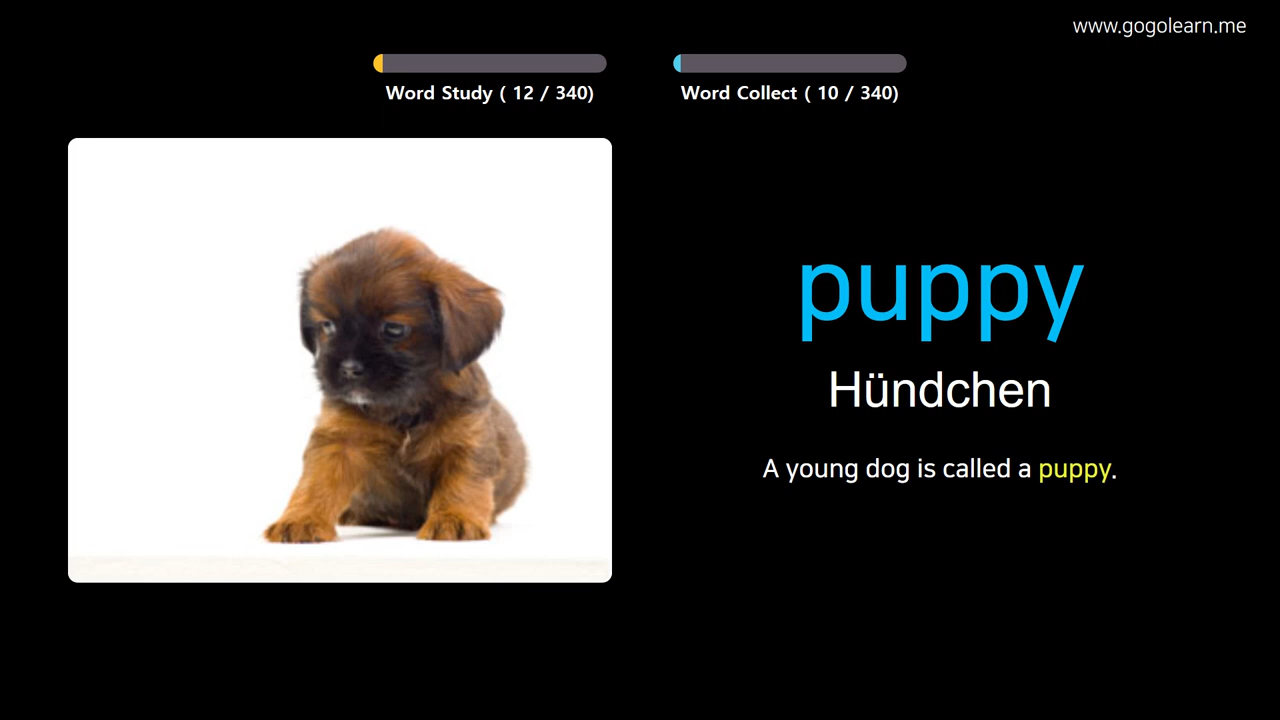 www.gogolearn.me
Word Study ( 12 / 340)
Word Collect ( 10 / 340)
puppy
Hündchen
A young dog is called a puppy.